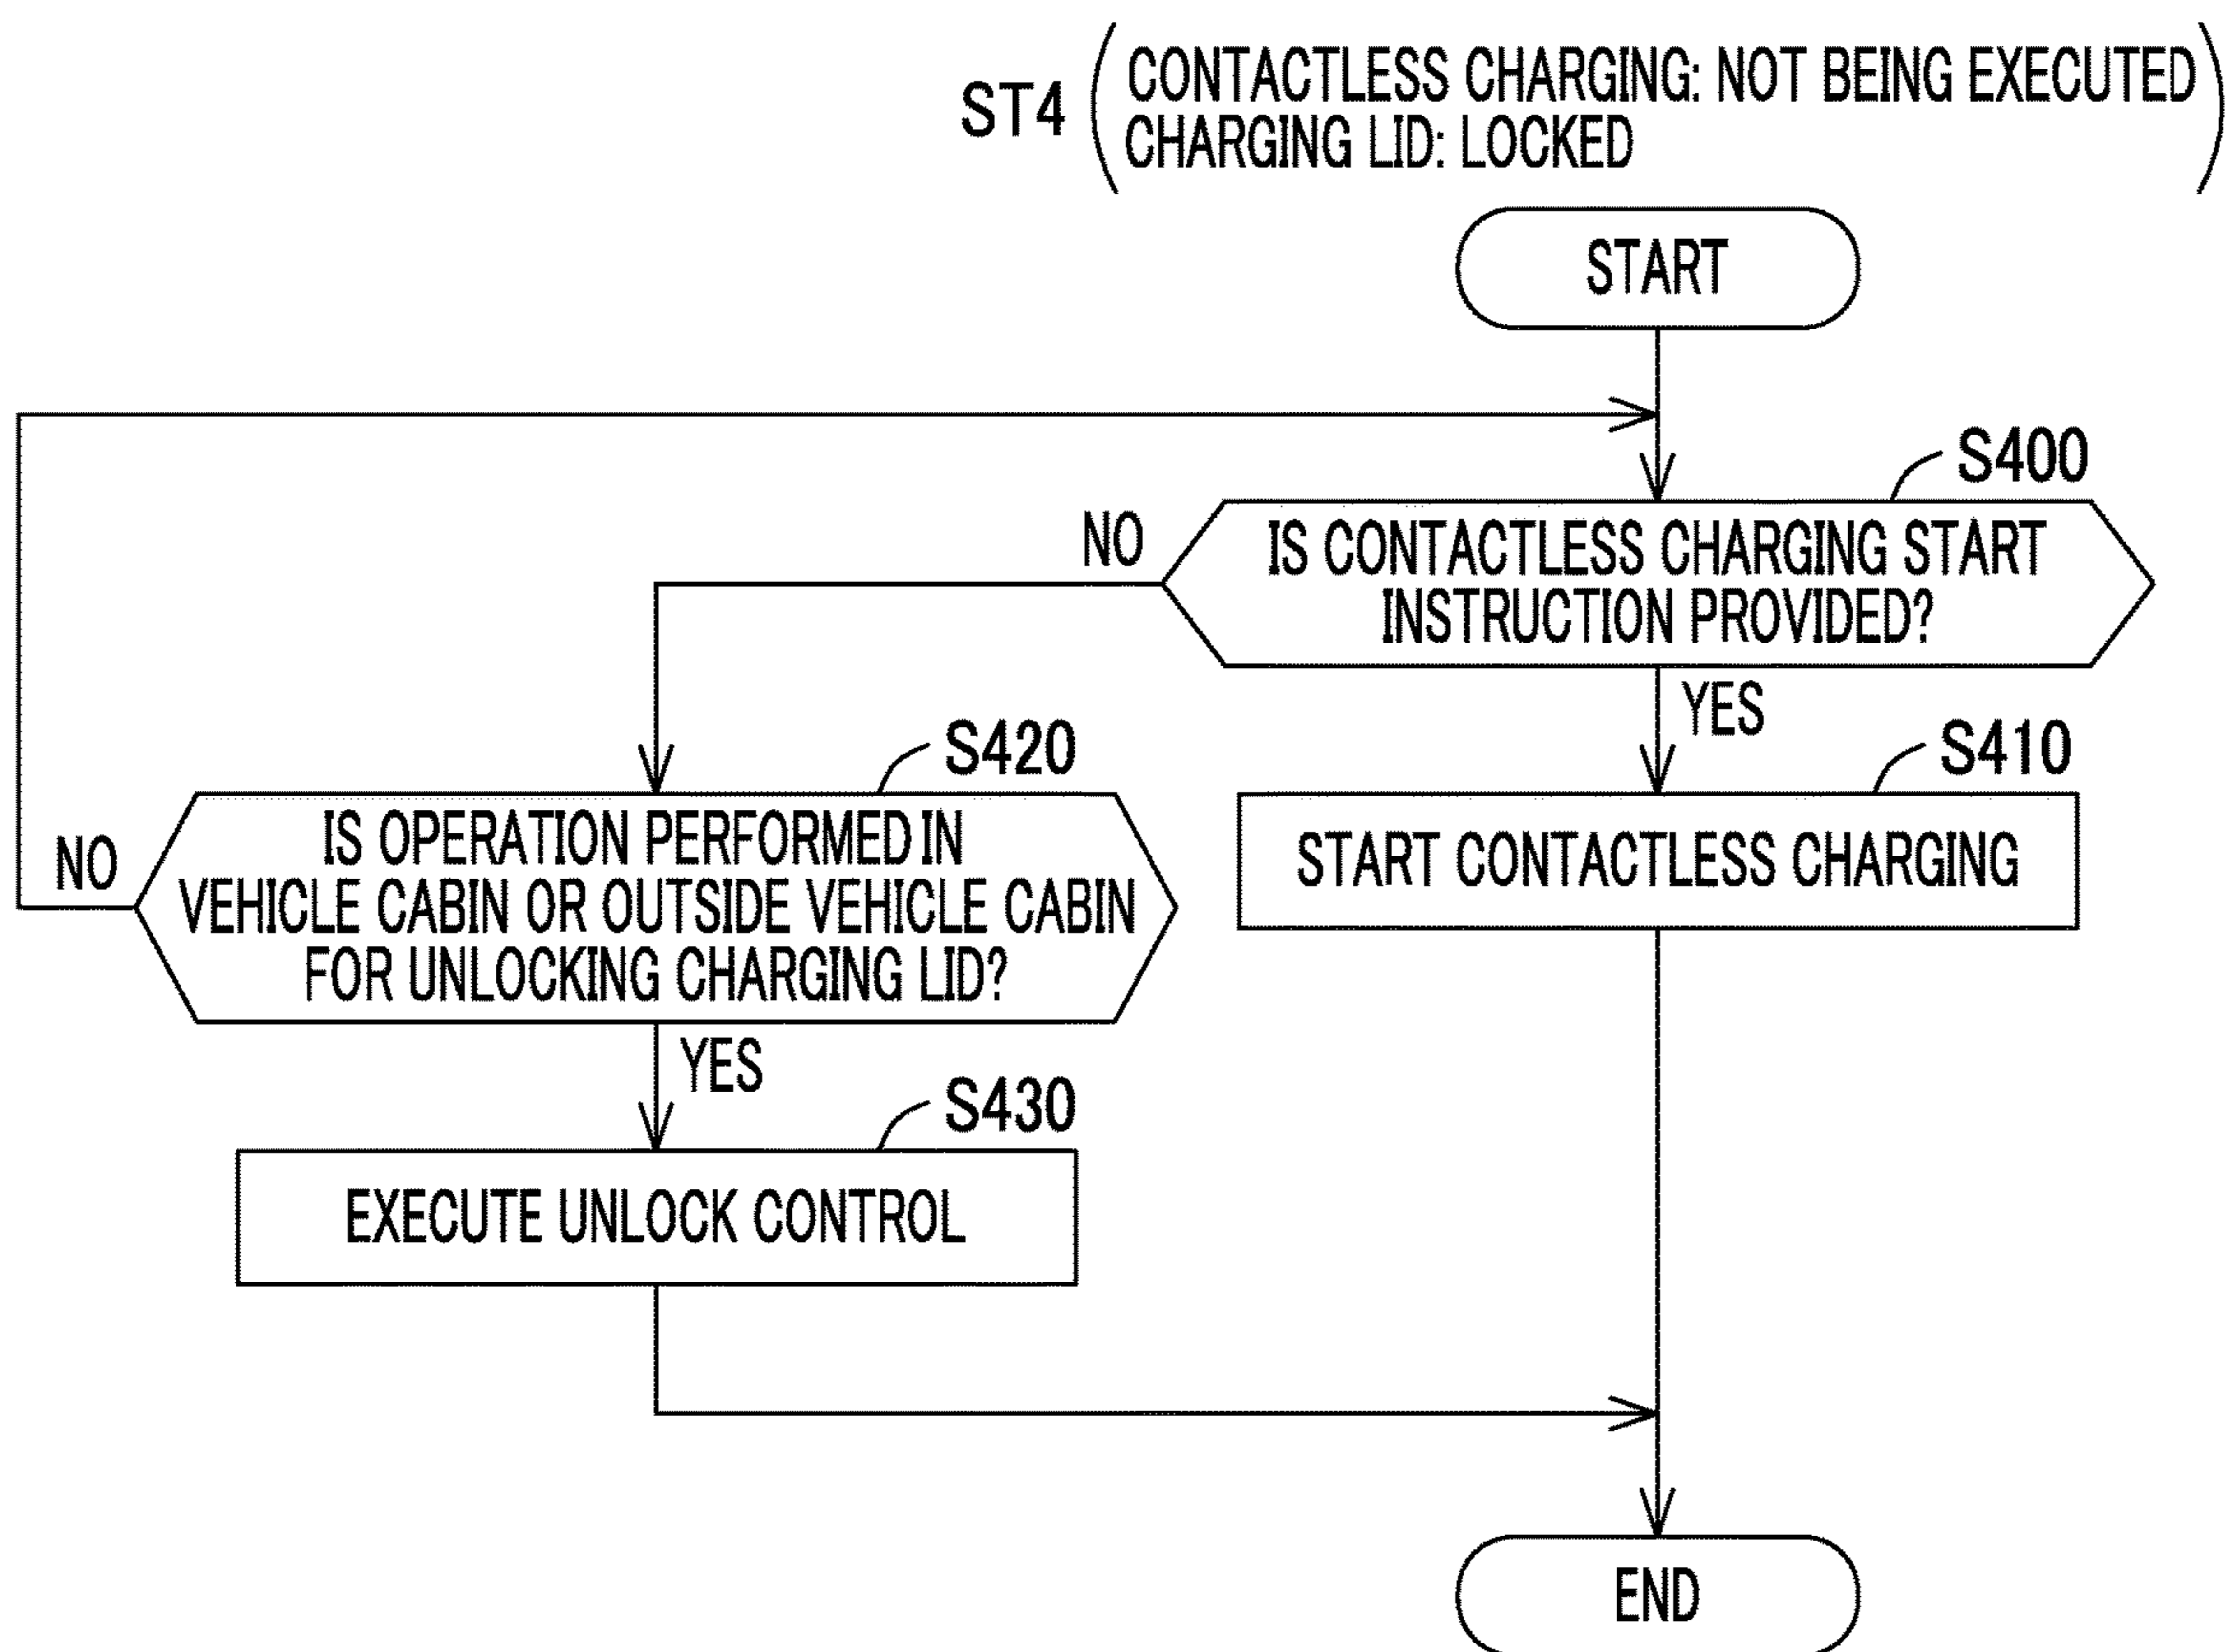 ST4
CONTACTLESS CHARGING: NOT BEING EXECUTED
CHARGING LID: LOCKED
START
S400
NO
IS CONTACTLESS CHARGING START
INSTRUCTION PROVIDED?
YES
S420
S410
NO
IS OPERATION PERFORMED IN
VEHICLE CABIN OR OUTSIDE VEHICLE CABIN
FOR UNLOCKING CHARGING LID?
START CONTACTLESS CHARGING
YES
S430
EXECUTE UNLOCK CONTROL
END